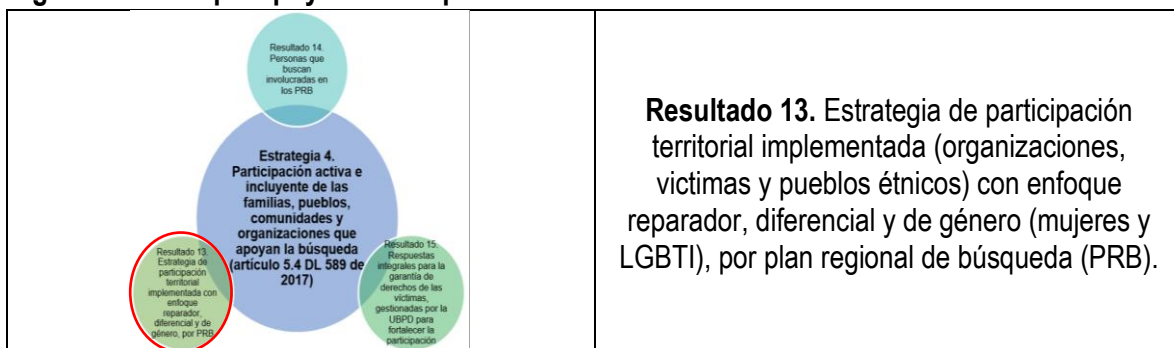 Resultado 14.
Personas que
buscan
involucradas en
los PRB
Estrategia 4.
Participación activa e
incluyente de las
familias, pueblos,
comunidades y
organizaciones que
apoyan la búsqueda
(artículo 5.4 DL 589 de
2017)
Resultado 13.
Estrategia de
participación
territorial
implementada con
enfoque
reparador,
diferencial y de
género, por PRB
Resultado 15.
Respuestas
integrales para la
garantía de
derechos de las
víctimas,
gestionadas por la
UBPD para
fortalecer la
participación
Resultado 13. Estrategia de participación
territorial implementada (organizaciones,
victimas y pueblos étnicos) con enfoque
reparador, diferencial y de género (mujeres y
LGBTI), por plan regional de búsqueda (PRB).